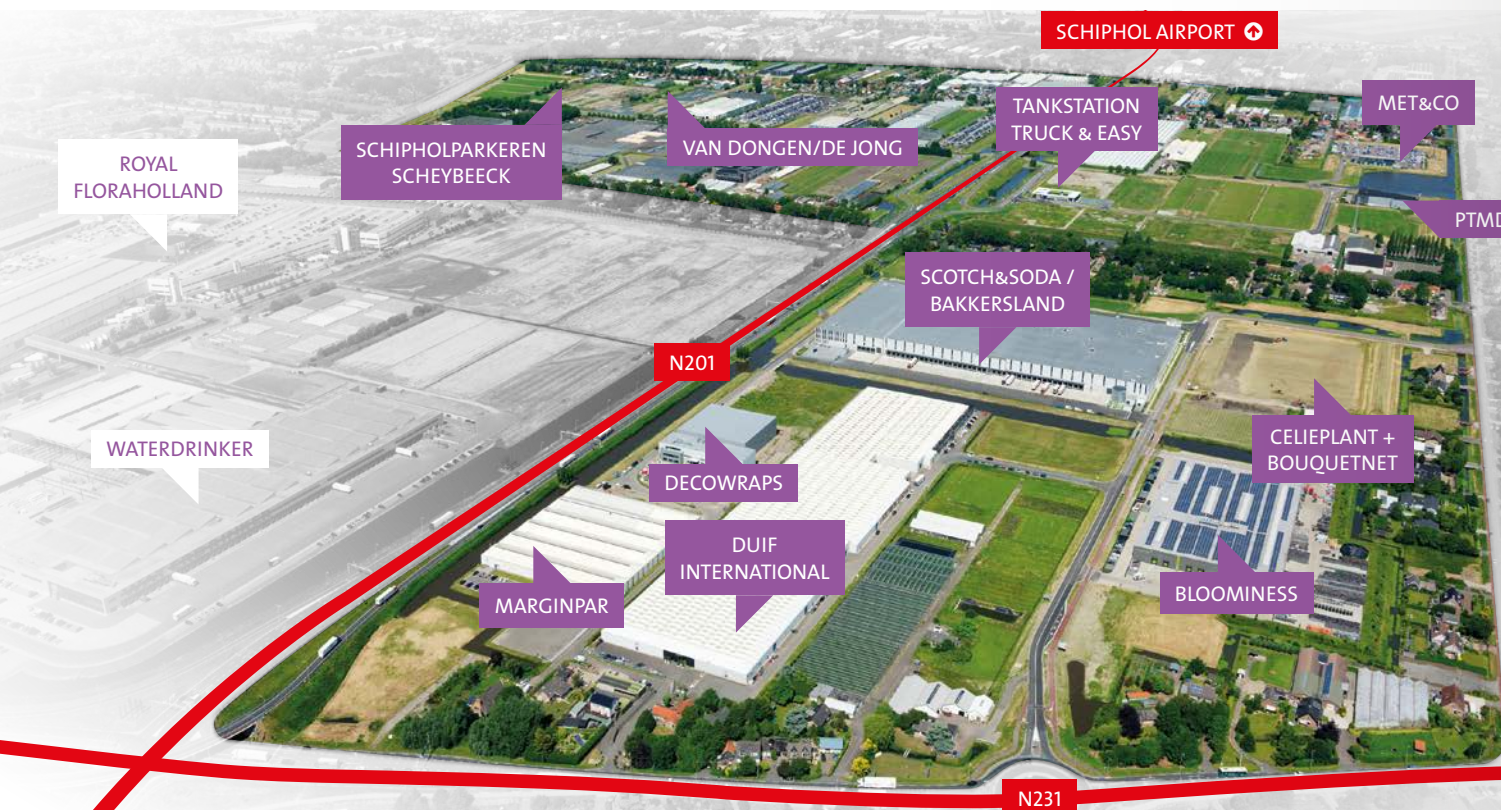 SCHIPHOL AIRPORT
TANKSTATION
TRUCK & EASY
MET&CO
SCHIPHOLPARKEREN
SCHEYBEECK
VAN DONGEN/DE JONG
ROYAL
FLORAHOLLAND
PTMD
SCOTCH&SODA /
BAKKERSLAND
N201
WATERDRINKER
CELIEPLANT +
BOUQUETNET
DECOWRAPS
DUIF
INTERNATIONAL
MARGINPAR
BLOOMINESS
N231